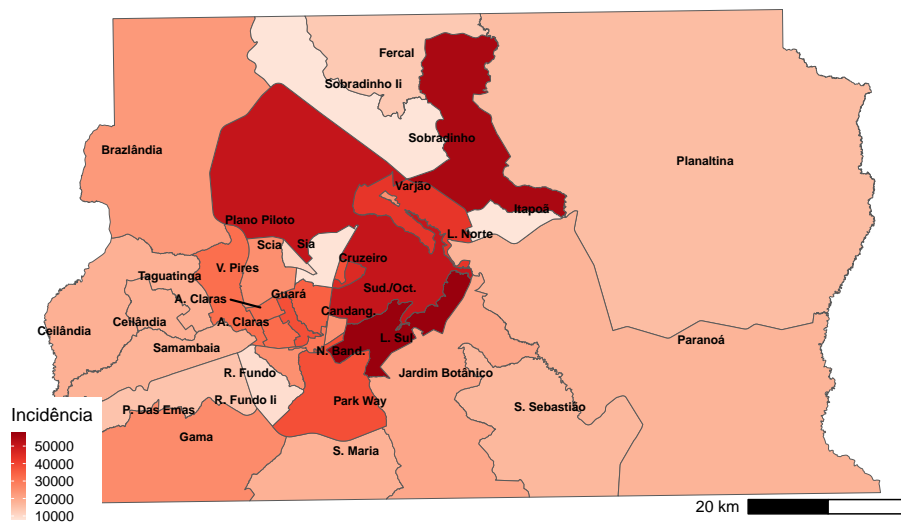 Fercal
Sobradinho Ii
Sobradinho
Brazlândia
Planaltina
Varjão
Itapoã
Plano Piloto
L. Norte
Scia
Sia
Cruzeiro
V. Pires
Taguatinga
Sud./Oct.
Guará
A. Claras
Candang.
Ceilândia
A. Claras
Ceilândia
L. Sul
Paranoá
Samambaia
N. Band.
R. Fundo
Jardim Botânico
R. Fundo Ii
Park Way
P. Das Emas
S. Sebastião
Gama
S. Maria
Incidência
50000
40000
30000
20000
10000
20 km